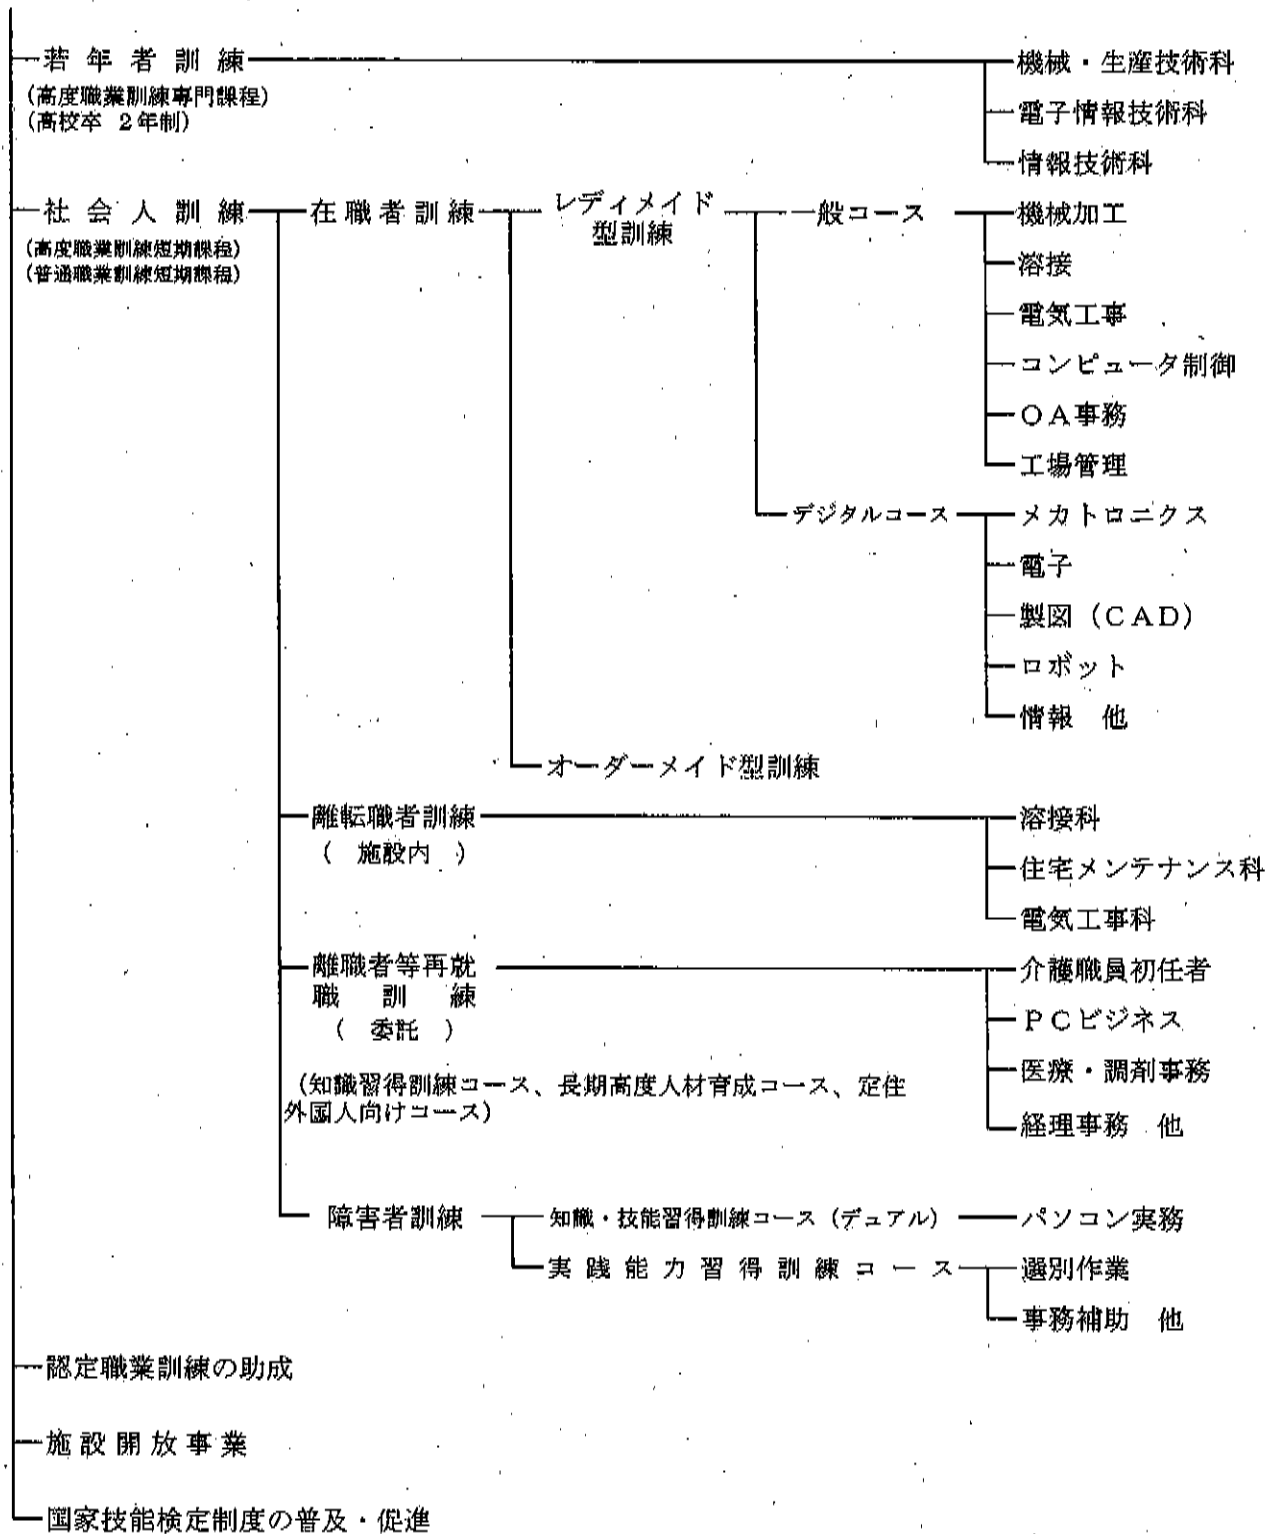 若年者訓練 機械・生産技術科
(高度職業訓練専門課程)
(高校卒 2年制)
電子情報技術科
情報技術科
社会人訓練 在職者訓練 レディメイド型訓練 一般コース 機械加工
(高度職業訓練短期課程)
(普通職業訓練短期課程)
溶接
電気工事
コンピュータ制御
OA事務
工場管理
デジタルコース メカトロニクス
電子
製図(CAD)
ロボット
情報 他
オーダーメイド型訓練
離転職者訓練 溶接科
( 施設内 )
住宅メンテナンス科
電気工事科
離職者等再就 介護職員初任者
職訓練
( 委託 )
PCビジネス
医療・調剤事務
経理事務 他
(知識習得訓練コース、長期高度人材育成コース、定住
外国人向けコース)
障害者訓練 知識・技能習得訓練コース(デュアル) パソコン実務
実践能力習得訓練コース 選別作業
事務補助 他
認定職業訓練の助成
施設開放事業
国家技能検定制度の普及・促進